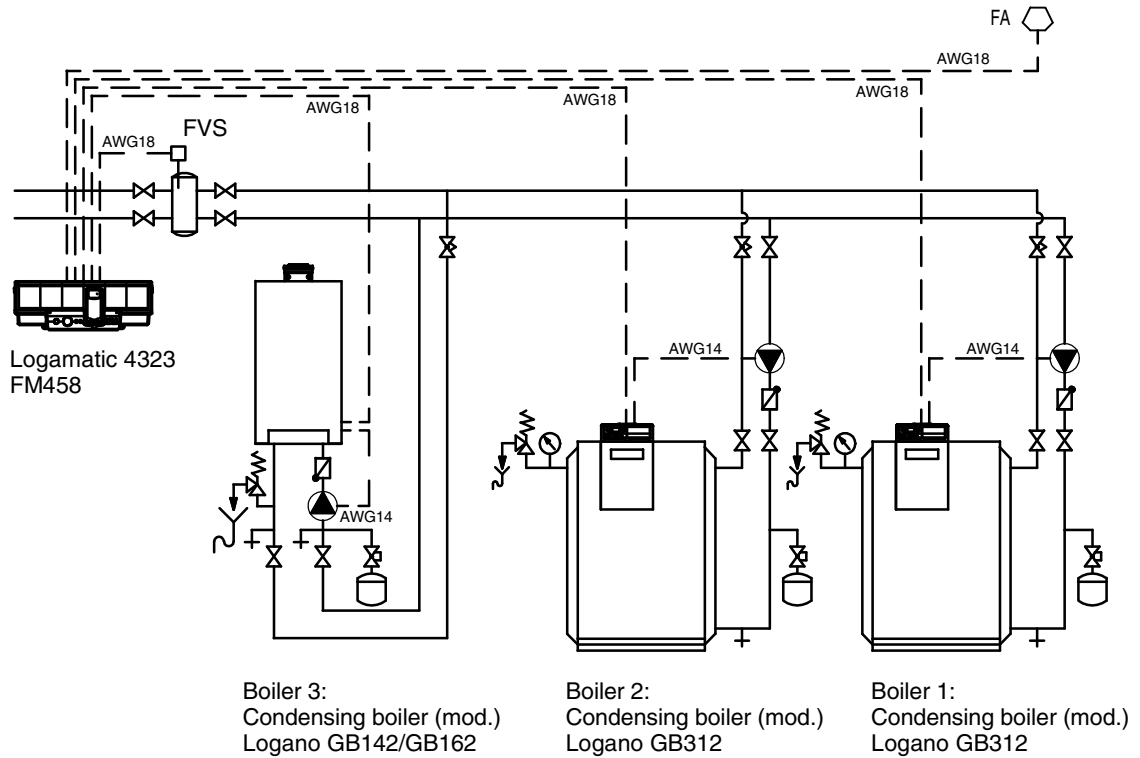 FA
AWG18
AWG18
AWG18
AWG18
AWG18
FVS
Logamatic 4323
FM458
AWG14
AWG14
AWG14
Boiler 3:
Condensing boiler (mod.)
Logano GB142/GB162
Boiler 2:
Condensing boiler (mod.)
Logano GB312
Boiler 1:
Condensing boiler (mod.)
Logano GB312